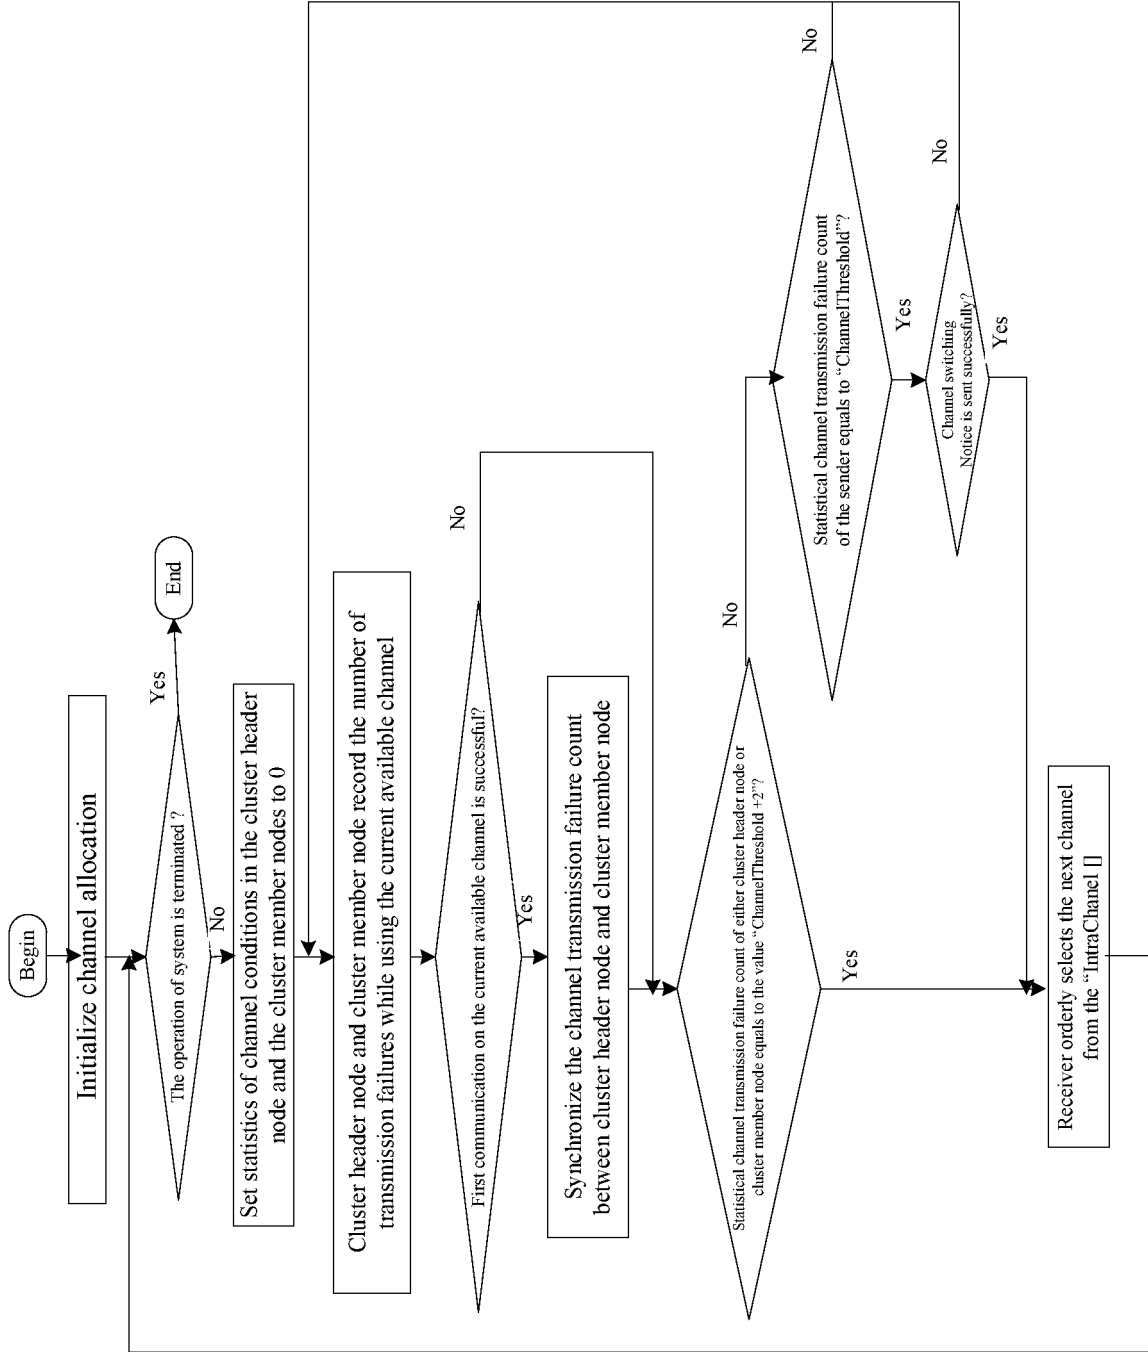 Begin
Initialize channel allocation
The operation of system is terminated ?
Yes
End
No
Set statistics of channel conditions in the cluster header
node and the cluster member nodes to 0
Cluster header node and cluster member node record the number of
transmission failures while using the current available channel
First communication on the current available channel is successful?
No
Yes
Synchronize the channel transmission failure count
between cluster header node and cluster member node
Statistical channel transmission failure count of either cluster header node or
cluster member node equals to the value “ChannelThreshold +2”?
No
Yes
Statistical channel transmission failure count
of the sender equals to “ChannelThreshold”?
No
Yes
Channel switching
Notice is sent successfully?
No
Yes
Receiver orderly selects the next channel
from the “IntraChanel []